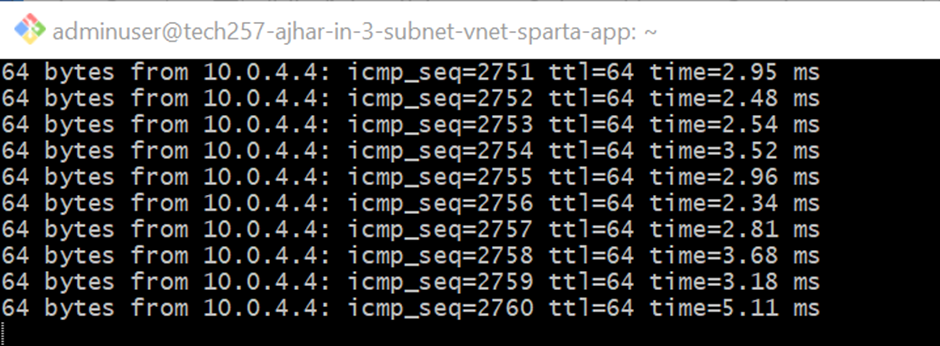 adminuser@tech257-ajhar-in-3-subnet-vnet-sparta-app: ~
64 bytes from 10.0.4.4: icmp_seq=2751 ttl=64 time=2.95 ms
64 bytes from 10.0.4.4: icmp_seq=2752 ttl=64 time=2.48 ms
64 bytes from 10.0.4.4: icmp_seq=2753 ttl=64 time=2.54 ms
64 bytes from 10.0.4.4: icmp_seq=2754 ttl=64 time=3.52 ms
64 bytes from 10.0.4.4: icmp_seq=2755 ttl=64 time=2.96 ms
64 bytes from 10.0.4.4: icmp_seq=2756 ttl=64 time=2.34 ms
64 bytes from 10.0.4.4: icmp_seq=2757 ttl=64 time=2.81 ms
64 bytes from 10.0.4.4: icmp_seq=2758 ttl=64 time=3.68 ms
64 bytes from 10.0.4.4: icmp_seq=2759 ttl=64 time=3.18 ms
64 bytes from 10.0.4.4: icmp_seq=2760 ttl=64 time=5.11 ms